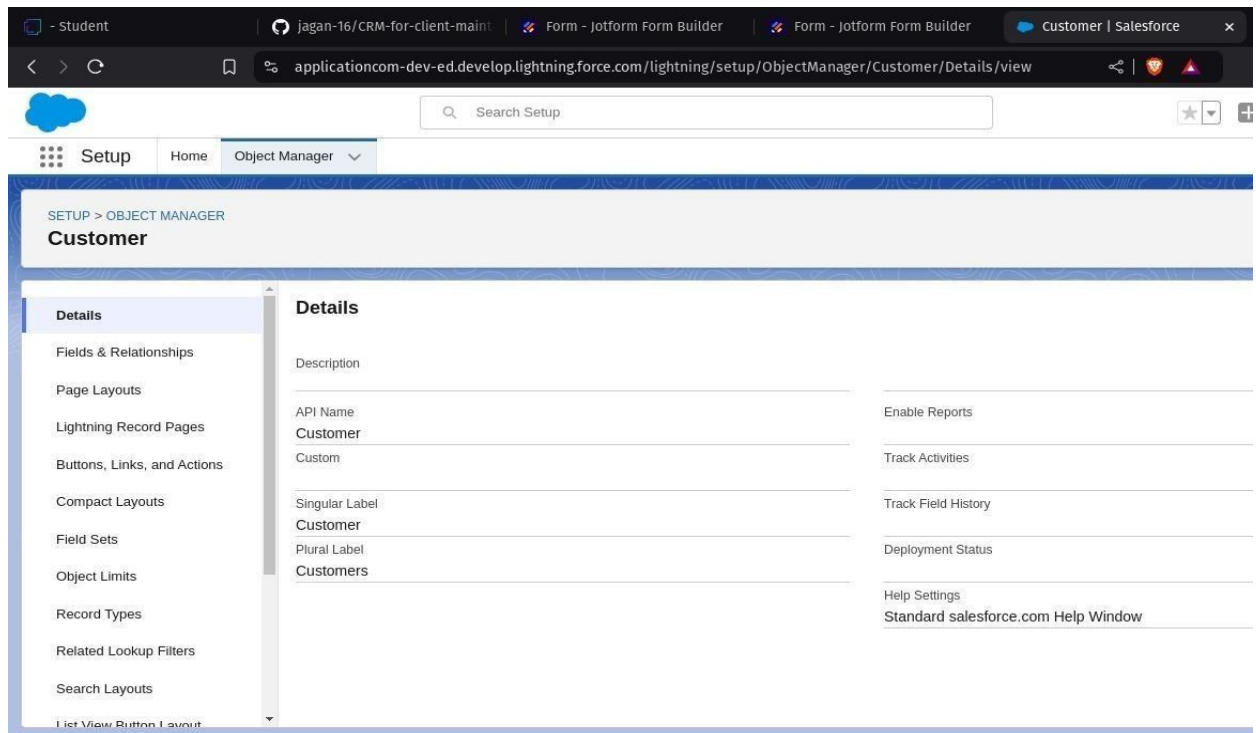 - Student
jagan-16/CRM-for-client-maint
Form - Jotform Form Builder
Form - Jotform Form Builder
Customer | Salesforce
applicationcom-dev-ed.develop.lightning.force.com/lightning/setup/ObjectManager/Customer/Details/view
Search Setup
Setup
Home
Object Manager
SETUP > OBJECT MANAGER
Customer
Details
Fields & Relationships
Page Layouts
Lightning Record Pages
Buttons, Links, and Actions
Compact Layouts
Field Sets
Object Limits
Record Types
Related Lookup Filters
Search Layouts
List View Button Layout
Details
Description
API Name
Customer
Custom
Singular Label
Customer
Plural Label
Customers
Enable Reports
Track Activities
Track Field History
Deployment Status
Help Settings
Standard salesforce.com Help Window